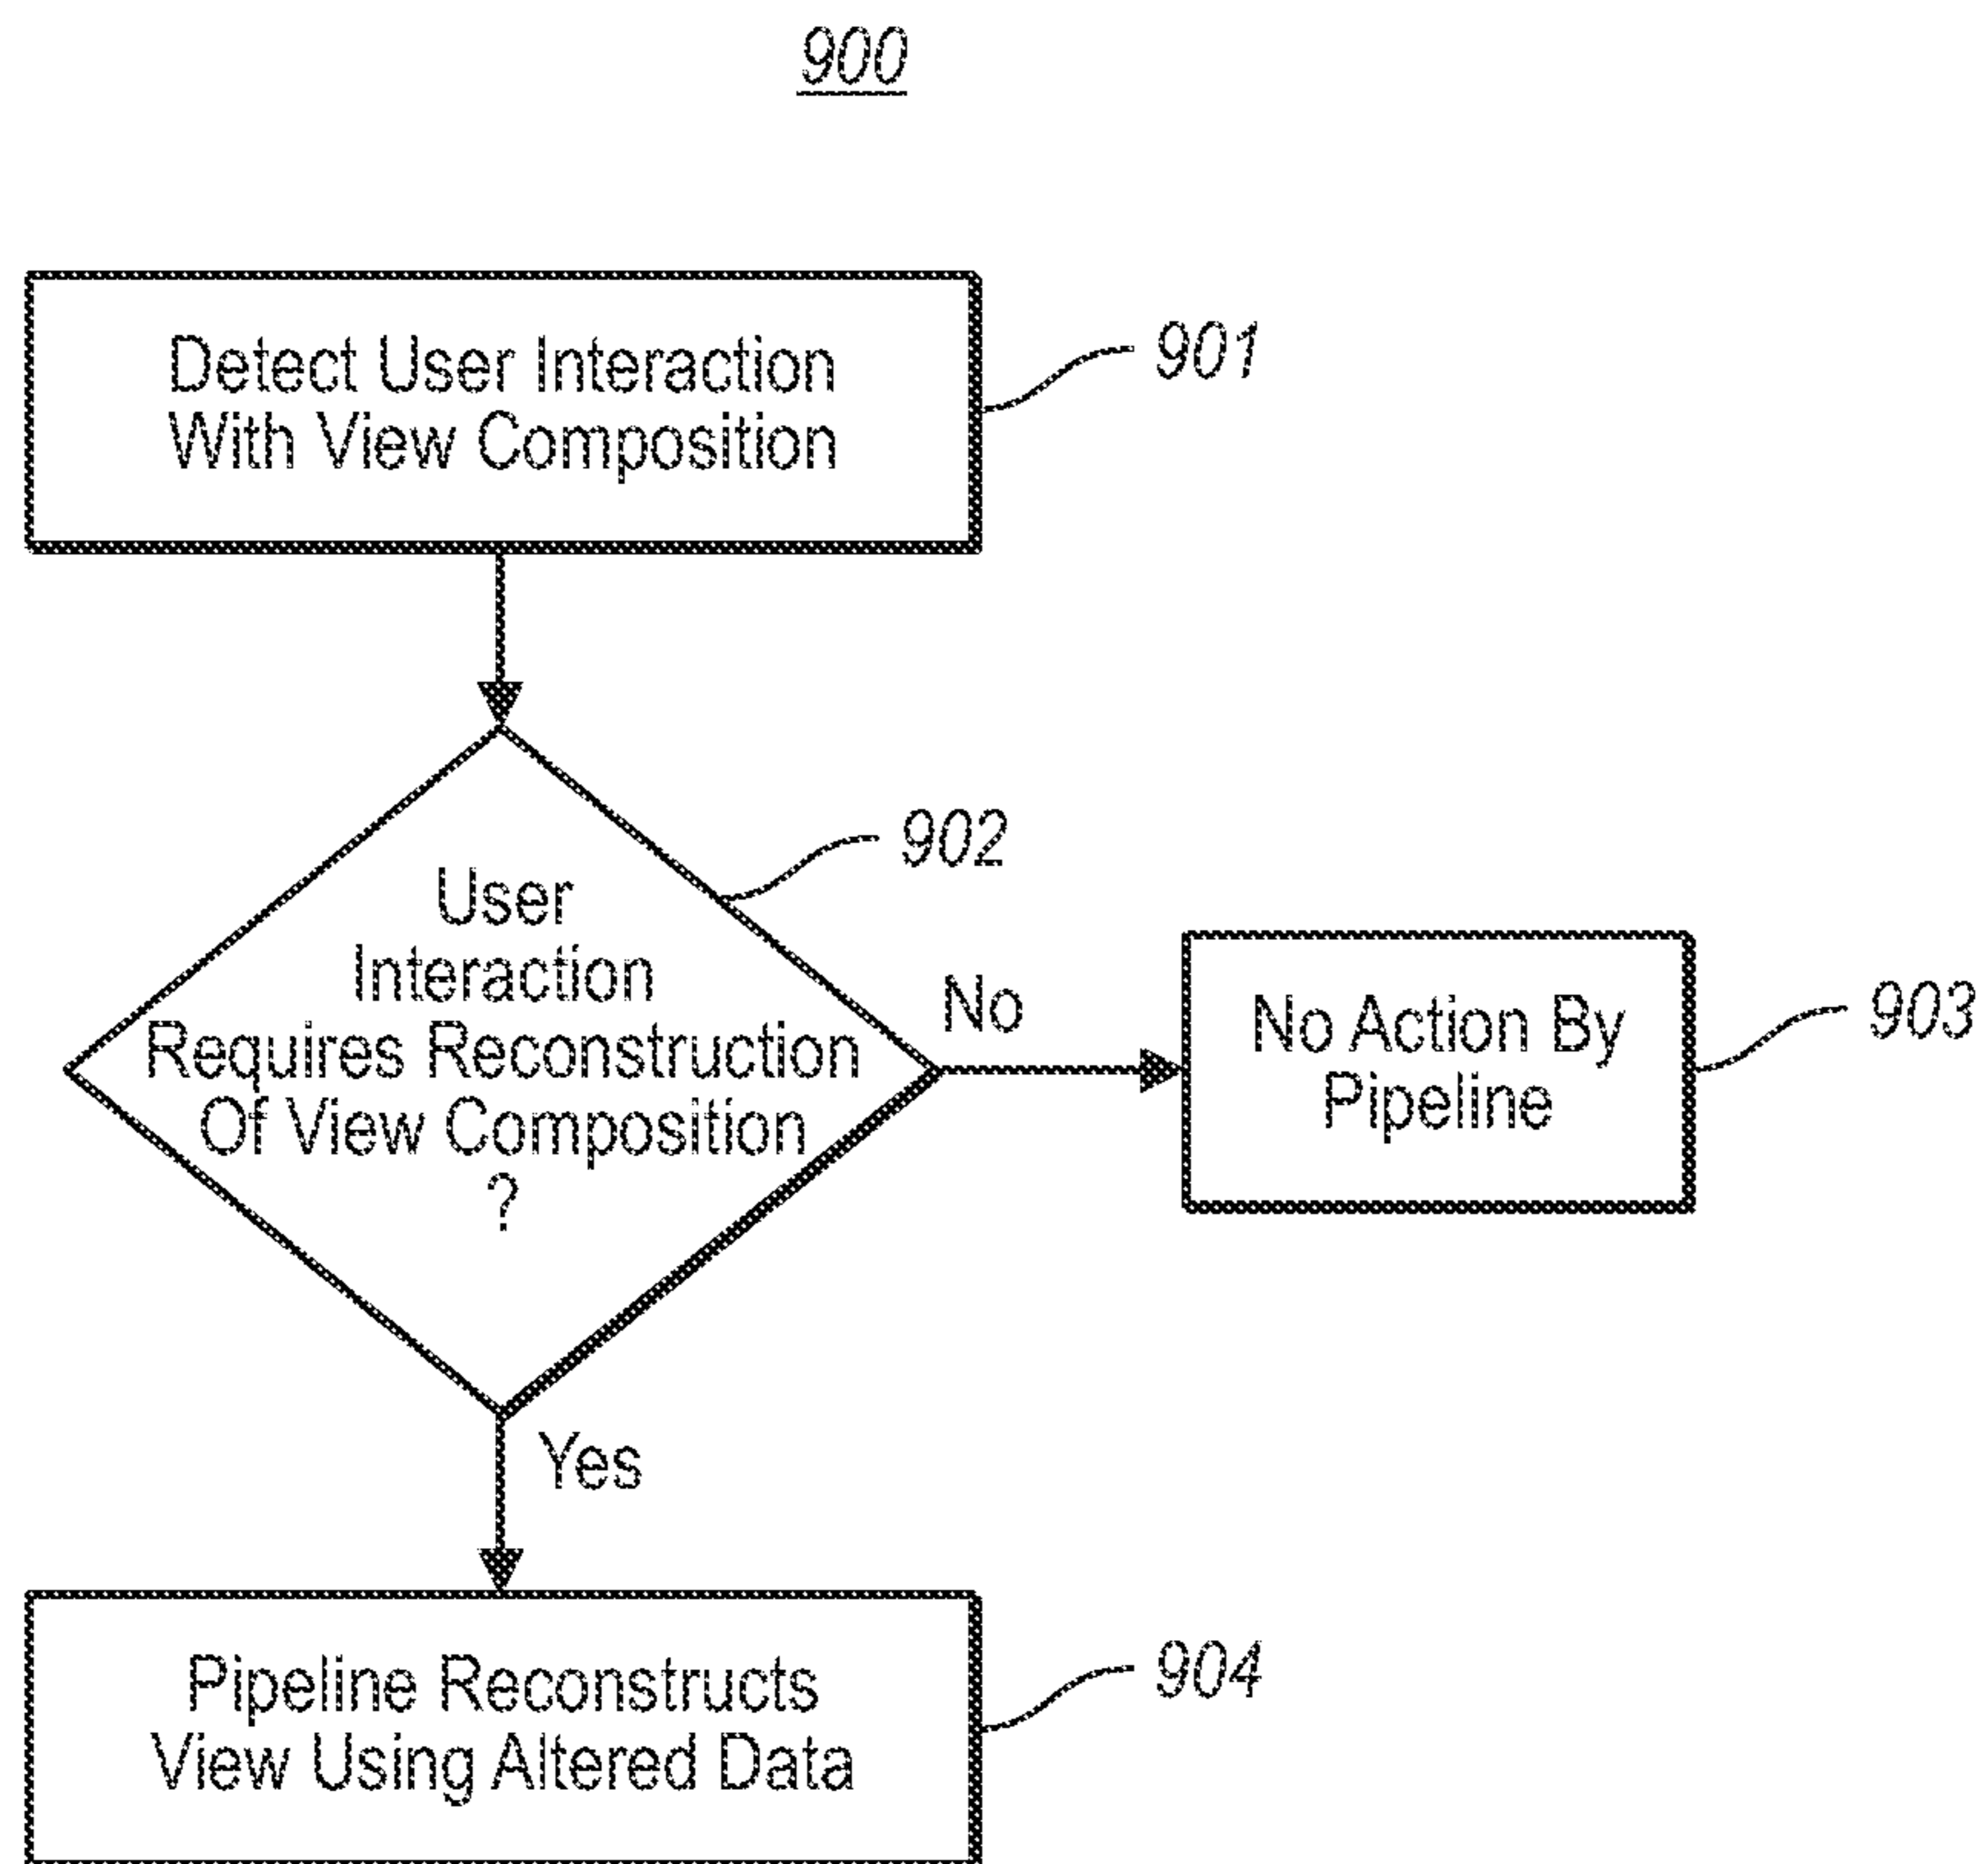 900
Detect User Interaction
With View Composition
901
902
User
Interaction
Requires Reconstruction
Of View Composition
?
No
No Action By
Pipeline
903
Yes
Pipeline Reconstructs
View Using Altered Data
904